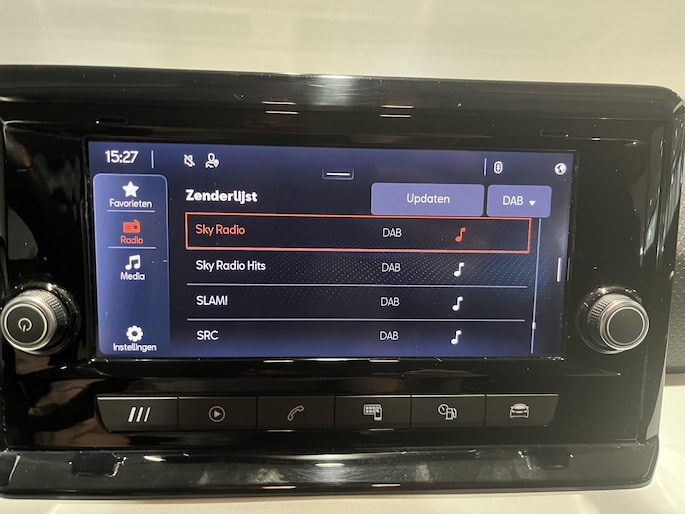 15:27
Zenderlijst
Updaten
DAB
Favorieten
Radio
Media
Instellingen
Sky Radio DAB
Sky Radio Hits DAB
SLAM! DAB
SRC DAB